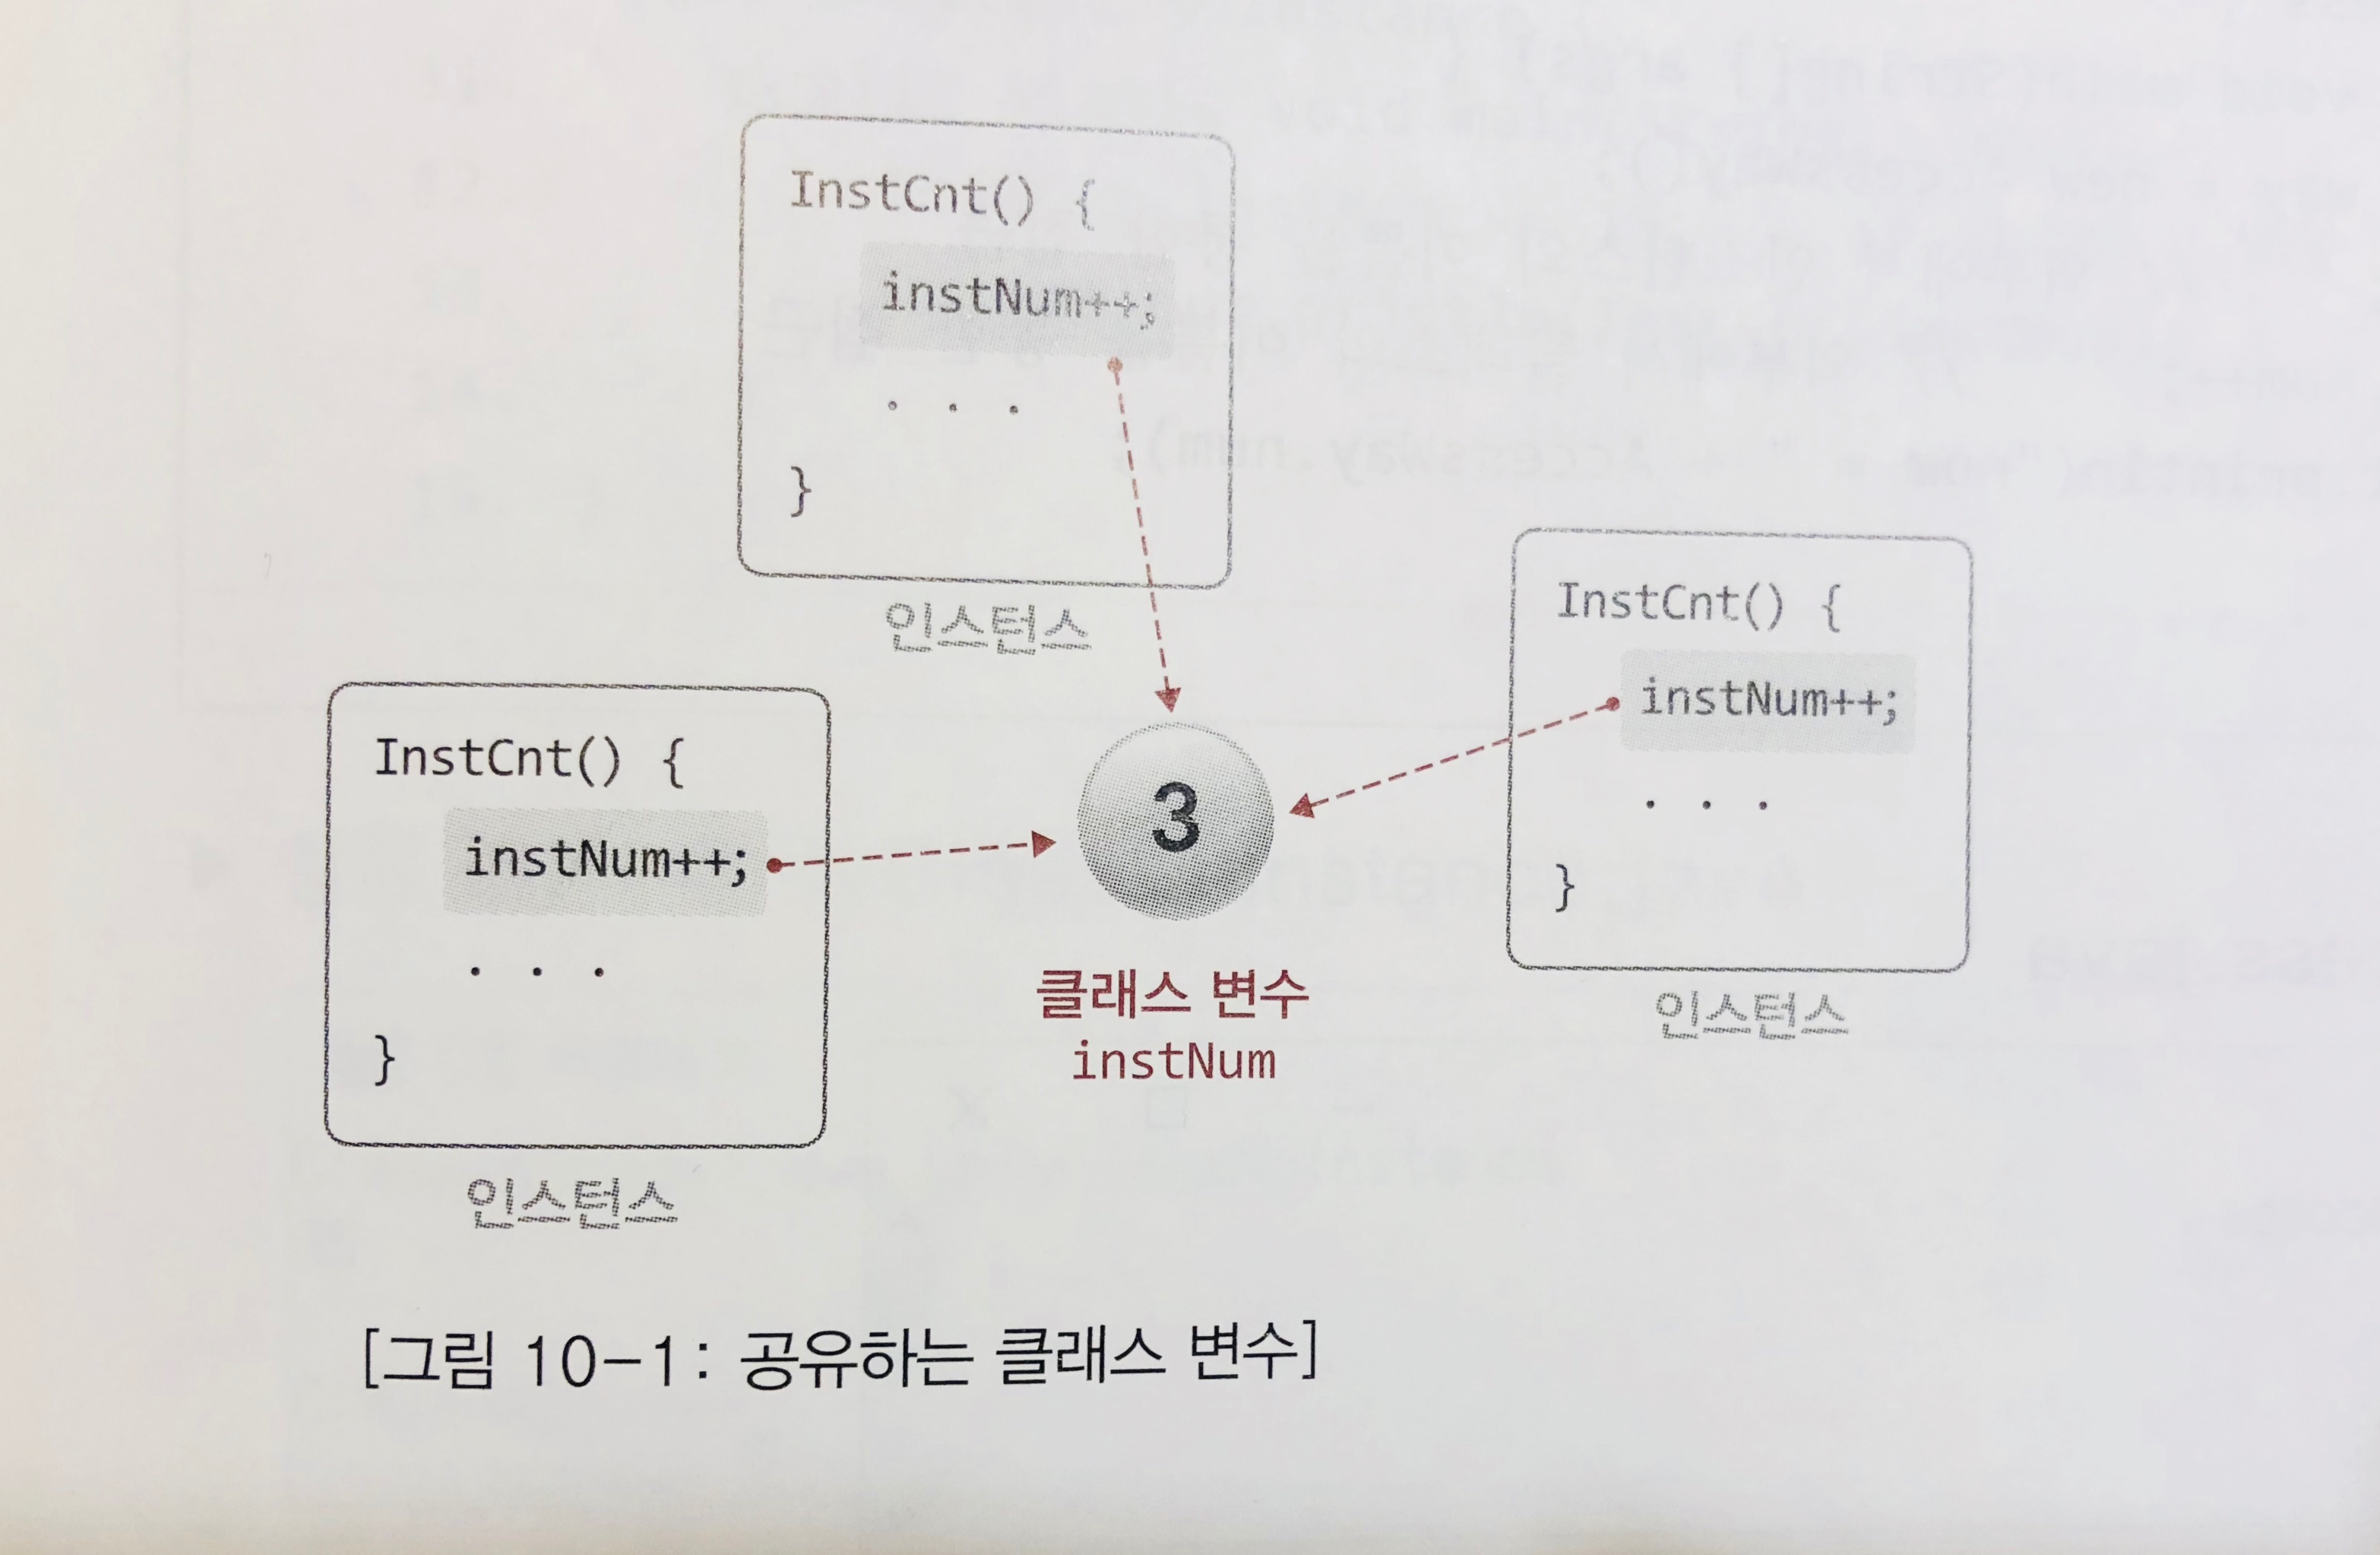 InstCnt() {
instNum++;
. . .
}
인스턴스
InstCnt() {
instNum++;
. . .
}
인스턴스
InstCnt() {
instNum++;
. . .
}
인스턴스
3
클래스 변수
instNum
[그림 10-1: 공유하는 클래스 변수]